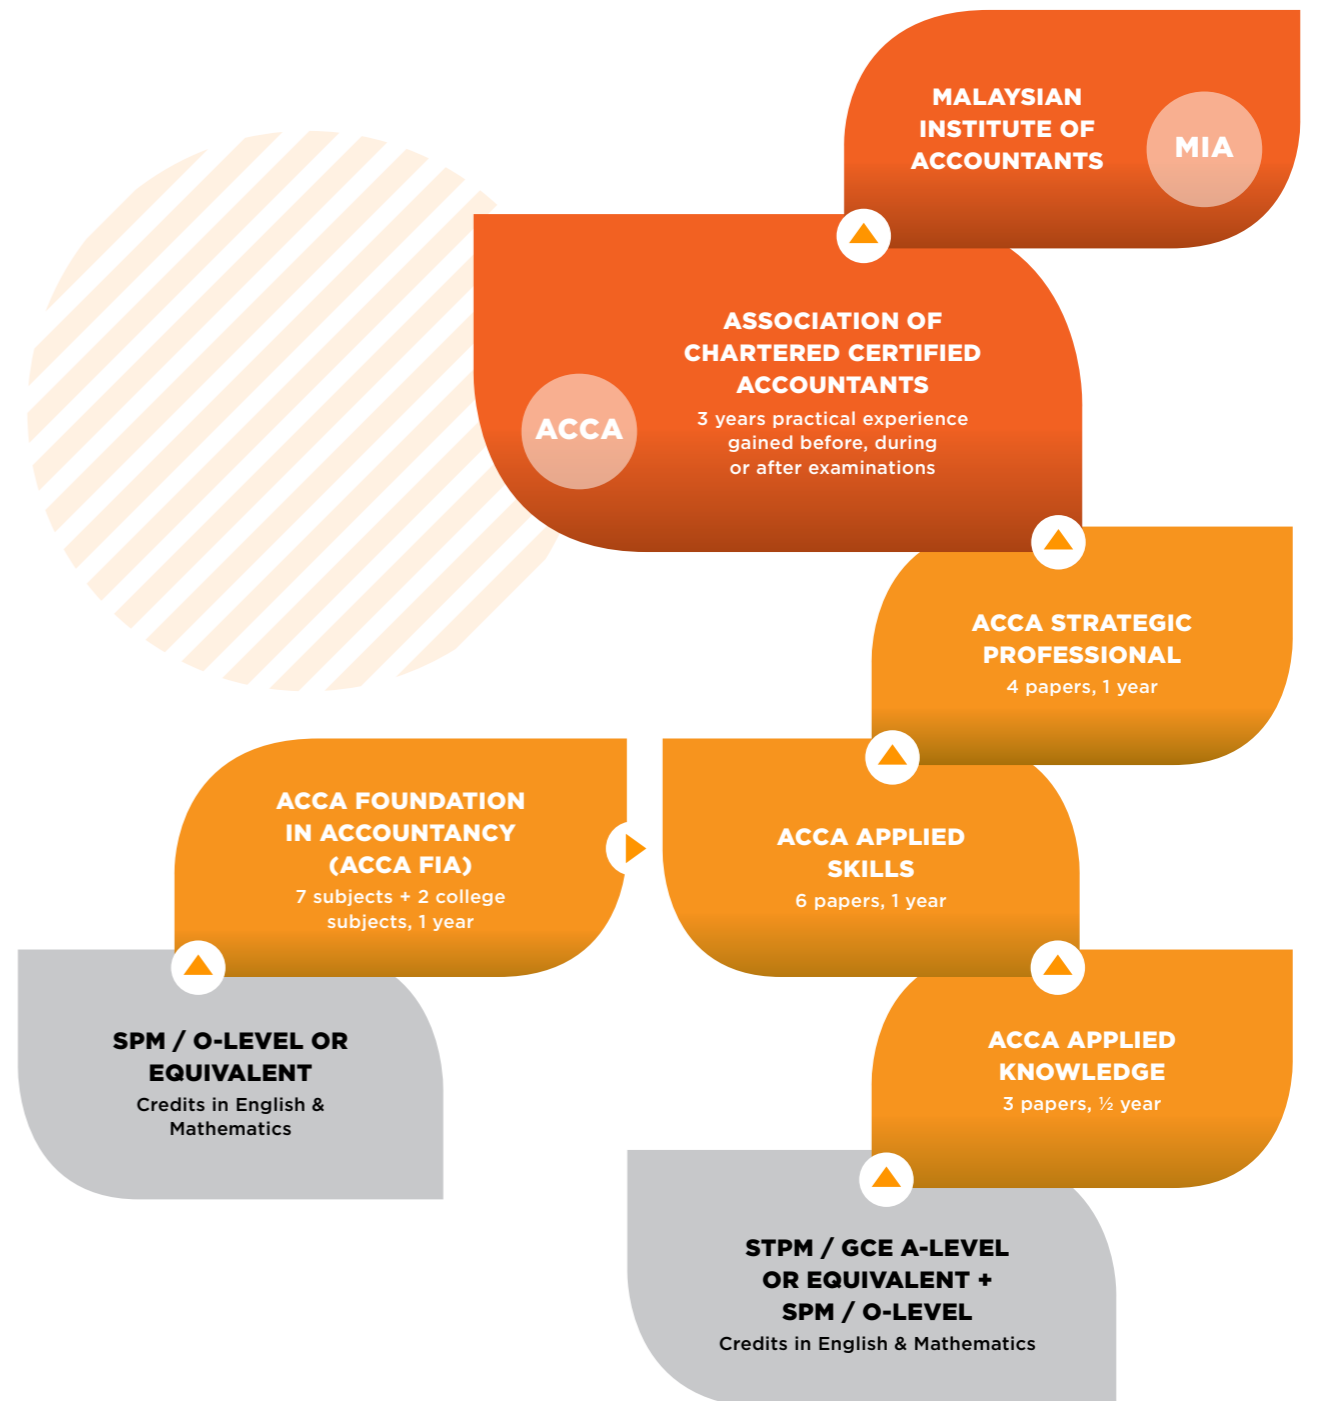 MALAYSIAN
INSTITUTE OF
ACCOUNTANTS
MIA
ASSOCIATION OF
CHARTERED CERTIFIED
ACCOUNTANTS
3 years practical experience
gained before, during
or after examinations
ACCA
ACCA STRATEGIC
PROFESSIONAL
4 papers, 1 year
ACCA FOUNDATION
IN ACCOUNTANCY
(ACCA FIA)
7 subjects + 2 college
subjects, 1 year
ACCA APPLIED
SKILLS
6 papers, 1 year
SPM / O-LEVEL OR
EQUIVALENT
Credits in English &
Mathematics
ACCA APPLIED
KNOWLEDGE
3 papers, ½ year
STPM / GCE A-LEVEL
OR EQUIVALENT +
SPM / O-LEVEL
Credits in English & Mathematics